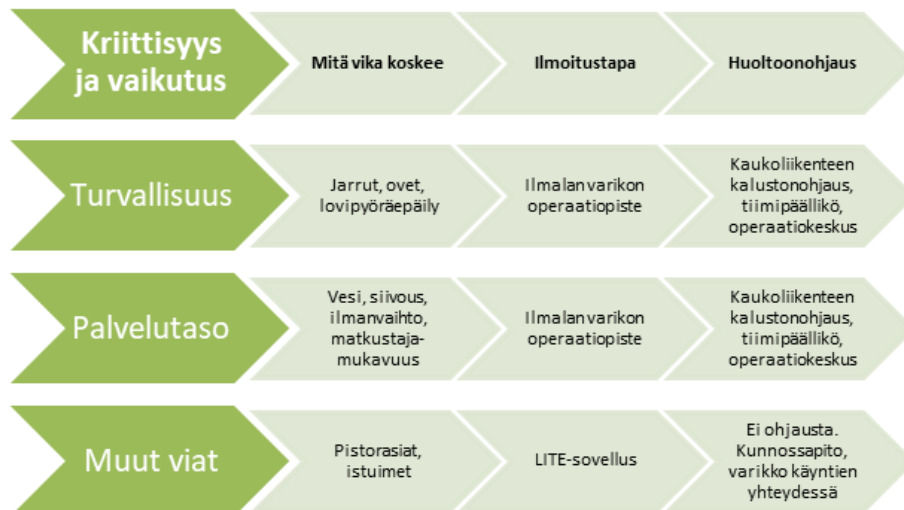 Kriittisyys
ja vaikutus
Mitä vika koskee
Ilmoitustapa
Huoltoonohjaus
Turvallisuus
Jarrut, ovet,
lovipyöräepäily
Ilmalanvarikon
operaatiopiste
Kaukoliikenteen
kalustonohjaus,
tiimipäällikö,
operaatiokeskus
Palvelutaso
Vesi, siivous,
ilmanvaihto,
matkustaja-
mukavuus
Ilmalanvarikon
operaatiopiste
Kaukoliikenteen
kalustonohjaus,
tiimipäällikö,
operaatiokeskus
Muut viat
Pistorasiat,
istuimet
LITE-sovellus
Ei ohjausta.
Kunnossapito,
varikko käyntien
yhteydessä